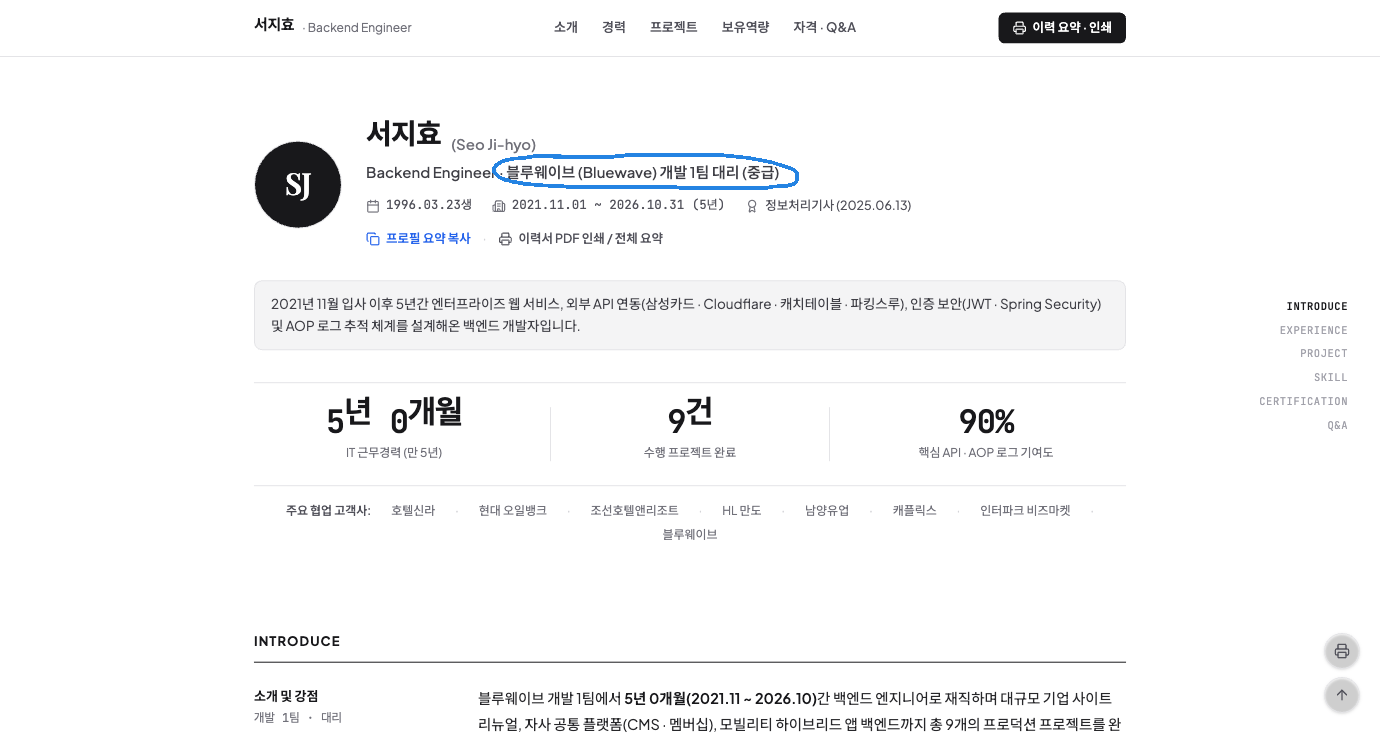 서지효 · Backend Engineer
소개 경력 프로젝트 보유역량 자격 · Q&A
이력 요약 · 인쇄
SJ
서지효 (Seo Ji-hyo)
Backend Engineer · 블루웨이브 (Bluewave) 개발 1팀 대리 (중급)
1996.03.23생 2021.11.01 ~ 2026.10.31 (5년) 정보처리기사 (2025.06.13)
프로필 요약 복사 · 이력서 PDF 인쇄 / 전체 요약
2021년 11월 입사 이후 5년간 엔터프라이즈 웹 서비스, 외부 API 연동(삼성카드 · Cloudflare · 캐치테이블 · 파킹스루), 인증 보안(JWT · Spring Security)
및 AOP 로그 추적 체계를 설계해온 백엔드 개발자입니다.
INTRODUCE
EXPERIENCE
PROJECT
SKILL
CERTIFICATION
Q&A
5년 0개월
IT 근무경력 (만 5년)
9건
수행 프로젝트 완료
90%
핵심 API · AOP 로그 기여도
주요 협업 고객사: 호텔신라 · 현대 오일뱅크 · 조선호텔앤리조트 · HL 만도 · 남양유업 · 캐플릭스 · 인터파크 비즈마켓 ·
블루웨이브
INTRODUCE
소개 및 강점
개발 1팀 · 대리
블루웨이브 개발 1팀에서 5년 0개월(2021.11 ~ 2026.10)간 백엔드 엔지니어로 재직하며 대규모 기업 사이트
리뉴얼, 자사 공통 플랫폼(CMS · 멤버십), 모빌리티 하이브리드 앱 백엔드까지 총 9개의 프로덕션 프로젝트를 완